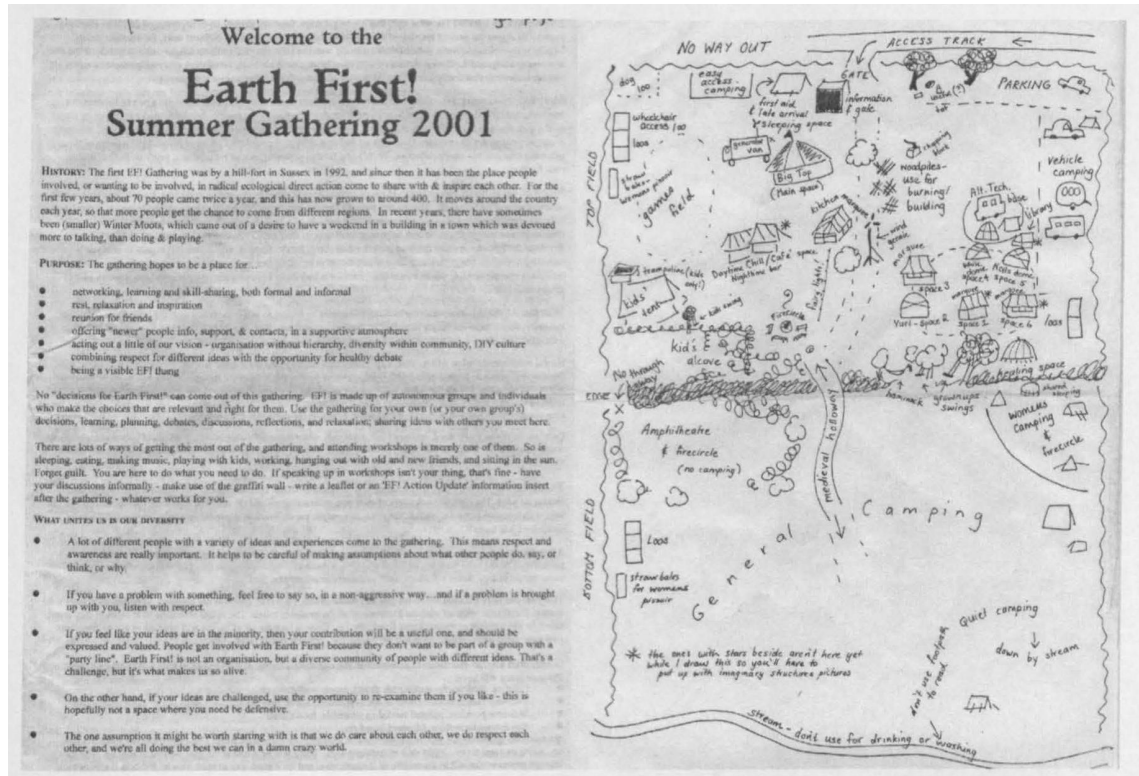 Welcome to the
Earth First!
Summer Gathering 2001
HISTORY: The first EF! Gathering was by a hill-fort in Sussex in 1992, and since then it has been the place people
involved, or wanting to be involved, in radical ecological direct action come to share with & inspire each other. For the
first few years, about 70 people came twice a year, and this has now grown to around 400. It moves around the country
each year, so that more people get the chance to come from different regions. In recent years, there have sometimes
been (smaller) Winter Moots, which came out of a desire to have a weekend in a building in a town which was devoted
more to talking, than doing & playing.
PURPOSE: The gathering hopes to be a place for...
● networking, learning and skill-sharing, both formal and informal
● rest, relaxation and inspiration
● reunion for friends
● offering "newer" people info, support, & contacts, in a supportive atmosphere
● acting out a little of our vision - organisation without hierarchy, diversity within community, DIY culture
● combining respect for different ideas with the opportunity for healthy debate
● being a visible EF! thang
No "decisions for Earth First!" can come out of this gathering. EF! is made up of autonomous groups and individuals
who make the choices that are relevant and right for them. Use the gathering for your own (or your own group's)
decisions, learning, planning, debates, discussions, reflections, and relaxation; sharing ideas with others you meet here.
There are lots of ways of getting the most out of the gathering, and attending workshops is merely one of them. So is
sleeping, eating, making music, playing with kids, working, hanging out with old and new friends, and sitting in the sun.
Forget guilt. You are here to do what you need to do. If speaking up in workshops isn't your thing, that's fine - have
your discussions informally - make use of the graffiti wall - write a leaflet or an 'EF! Action Update' information insert
after the gathering - whatever works for you.
WHAT UNITES US IS OUR DIVERSITY
● A lot of different people with a variety of ideas and experiences come to the gathering. This means respect and
awareness are really important. It helps to be careful of making assumptions about what other people do, say, or
think, or why.
● If you have a problem with something, feel free to say so, in a non-aggressive way...and if a problem is brought
up with you, listen with respect.
● If you feel like your ideas are in the minority, then your contribution will be a useful one, and should be
expressed and valued. People get involved with Earth First! because they don't want to be part of a group with a
"party line". Earth First! is not an organisation, but a diverse community of people with different ideas. That's a
challenge, but it's what makes us so alive.
● On the other hand, if your ideas are challenged, use the opportunity to re-examine them if you like - this is
hopefully not a space where you need be defensive.
● The one assumption it might be worth starting with is that we do care about each other, we do respect each
other, and we're all doing the best we can in a damn crazy world.
NO WAY OUT
ACCESS TRACK
GATE
PARKING
dog
loo
easy
access
camping
first aid
& late arrival
sleeping space
information
& gate
wheelchair
access loo
loos
generator
van
chopping
block
Vehicle
camping
TOP FIELD
straw
bales -
womens pissoir
games
field
Big Top
(Main space)
woodpiles -
use for
burning/
building
Alt. Tech.
base
library
kitchen marquee
wind
genie
trampoline (kids
only!)
Daytime Chill/Cafe space
Nighttime bar
marquee
space 3
space 4
space 5
kids'
tent
fairy lights
Yurt - space 2
marquee
space 1
space 6
loos
Firecircle
kid's
alcove
No through
holloway
healing space
EDGE
hammock
grownups
swings
womens
camping
&
firecircle
Amphitheatre
& firecircle
(no camping)
medieval holloway
General Camping
BOTTOM FIELD
Loos
straw bales
for womens
pissoir
Quiet camping
down by stream
don't use footpath
to road
* the ones with stars beside aren't here yet
while I draw this so you'll have to
put up with imaginary structures pictures
stream - don't use for drinking or washing